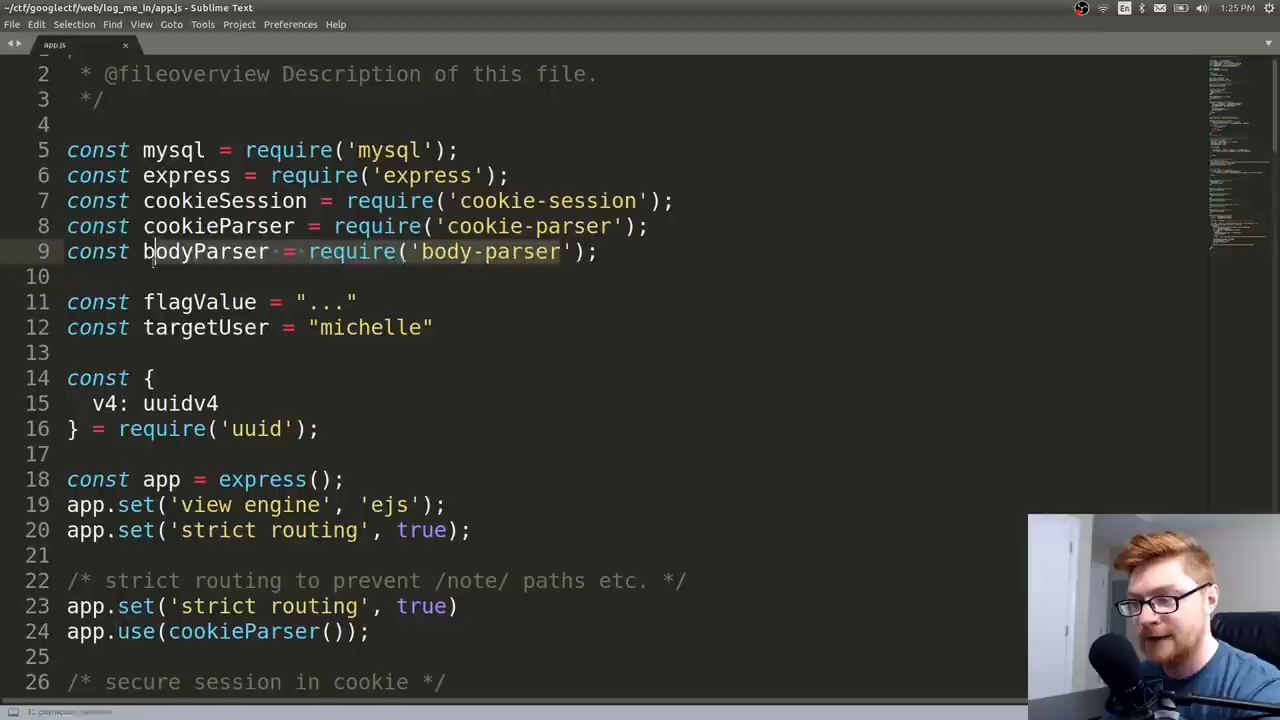 ~/ctf/googlectf/web/log_me_in/app.js - Sublime Text
En
1:25 PM
File Edit Selection Find View Goto Tools Project Preferences Help
app.js
2 * @fileoverview Description of this file.
3 */
4
5 const mysql = require('mysql');
6 const express = require('express');
7 const cookieSession = require('cookie-session');
8 const cookieParser = require('cookie-parser');
9 const bodyParser = require('body-parser');
10
11 const flagValue = "..."
12 const targetUser = "michelle"
13
14 const {
15 v4: uuidv4
16 } = require('uuid');
17
18 const app = express();
19 app.set('view engine', 'ejs');
20 app.set('strict routing', true);
21
22 /* strict routing to prevent /note/ paths etc. */
23 app.set('strict routing', true)
24 app.use(cookieParser());
25
26 /* secure session in cookie */